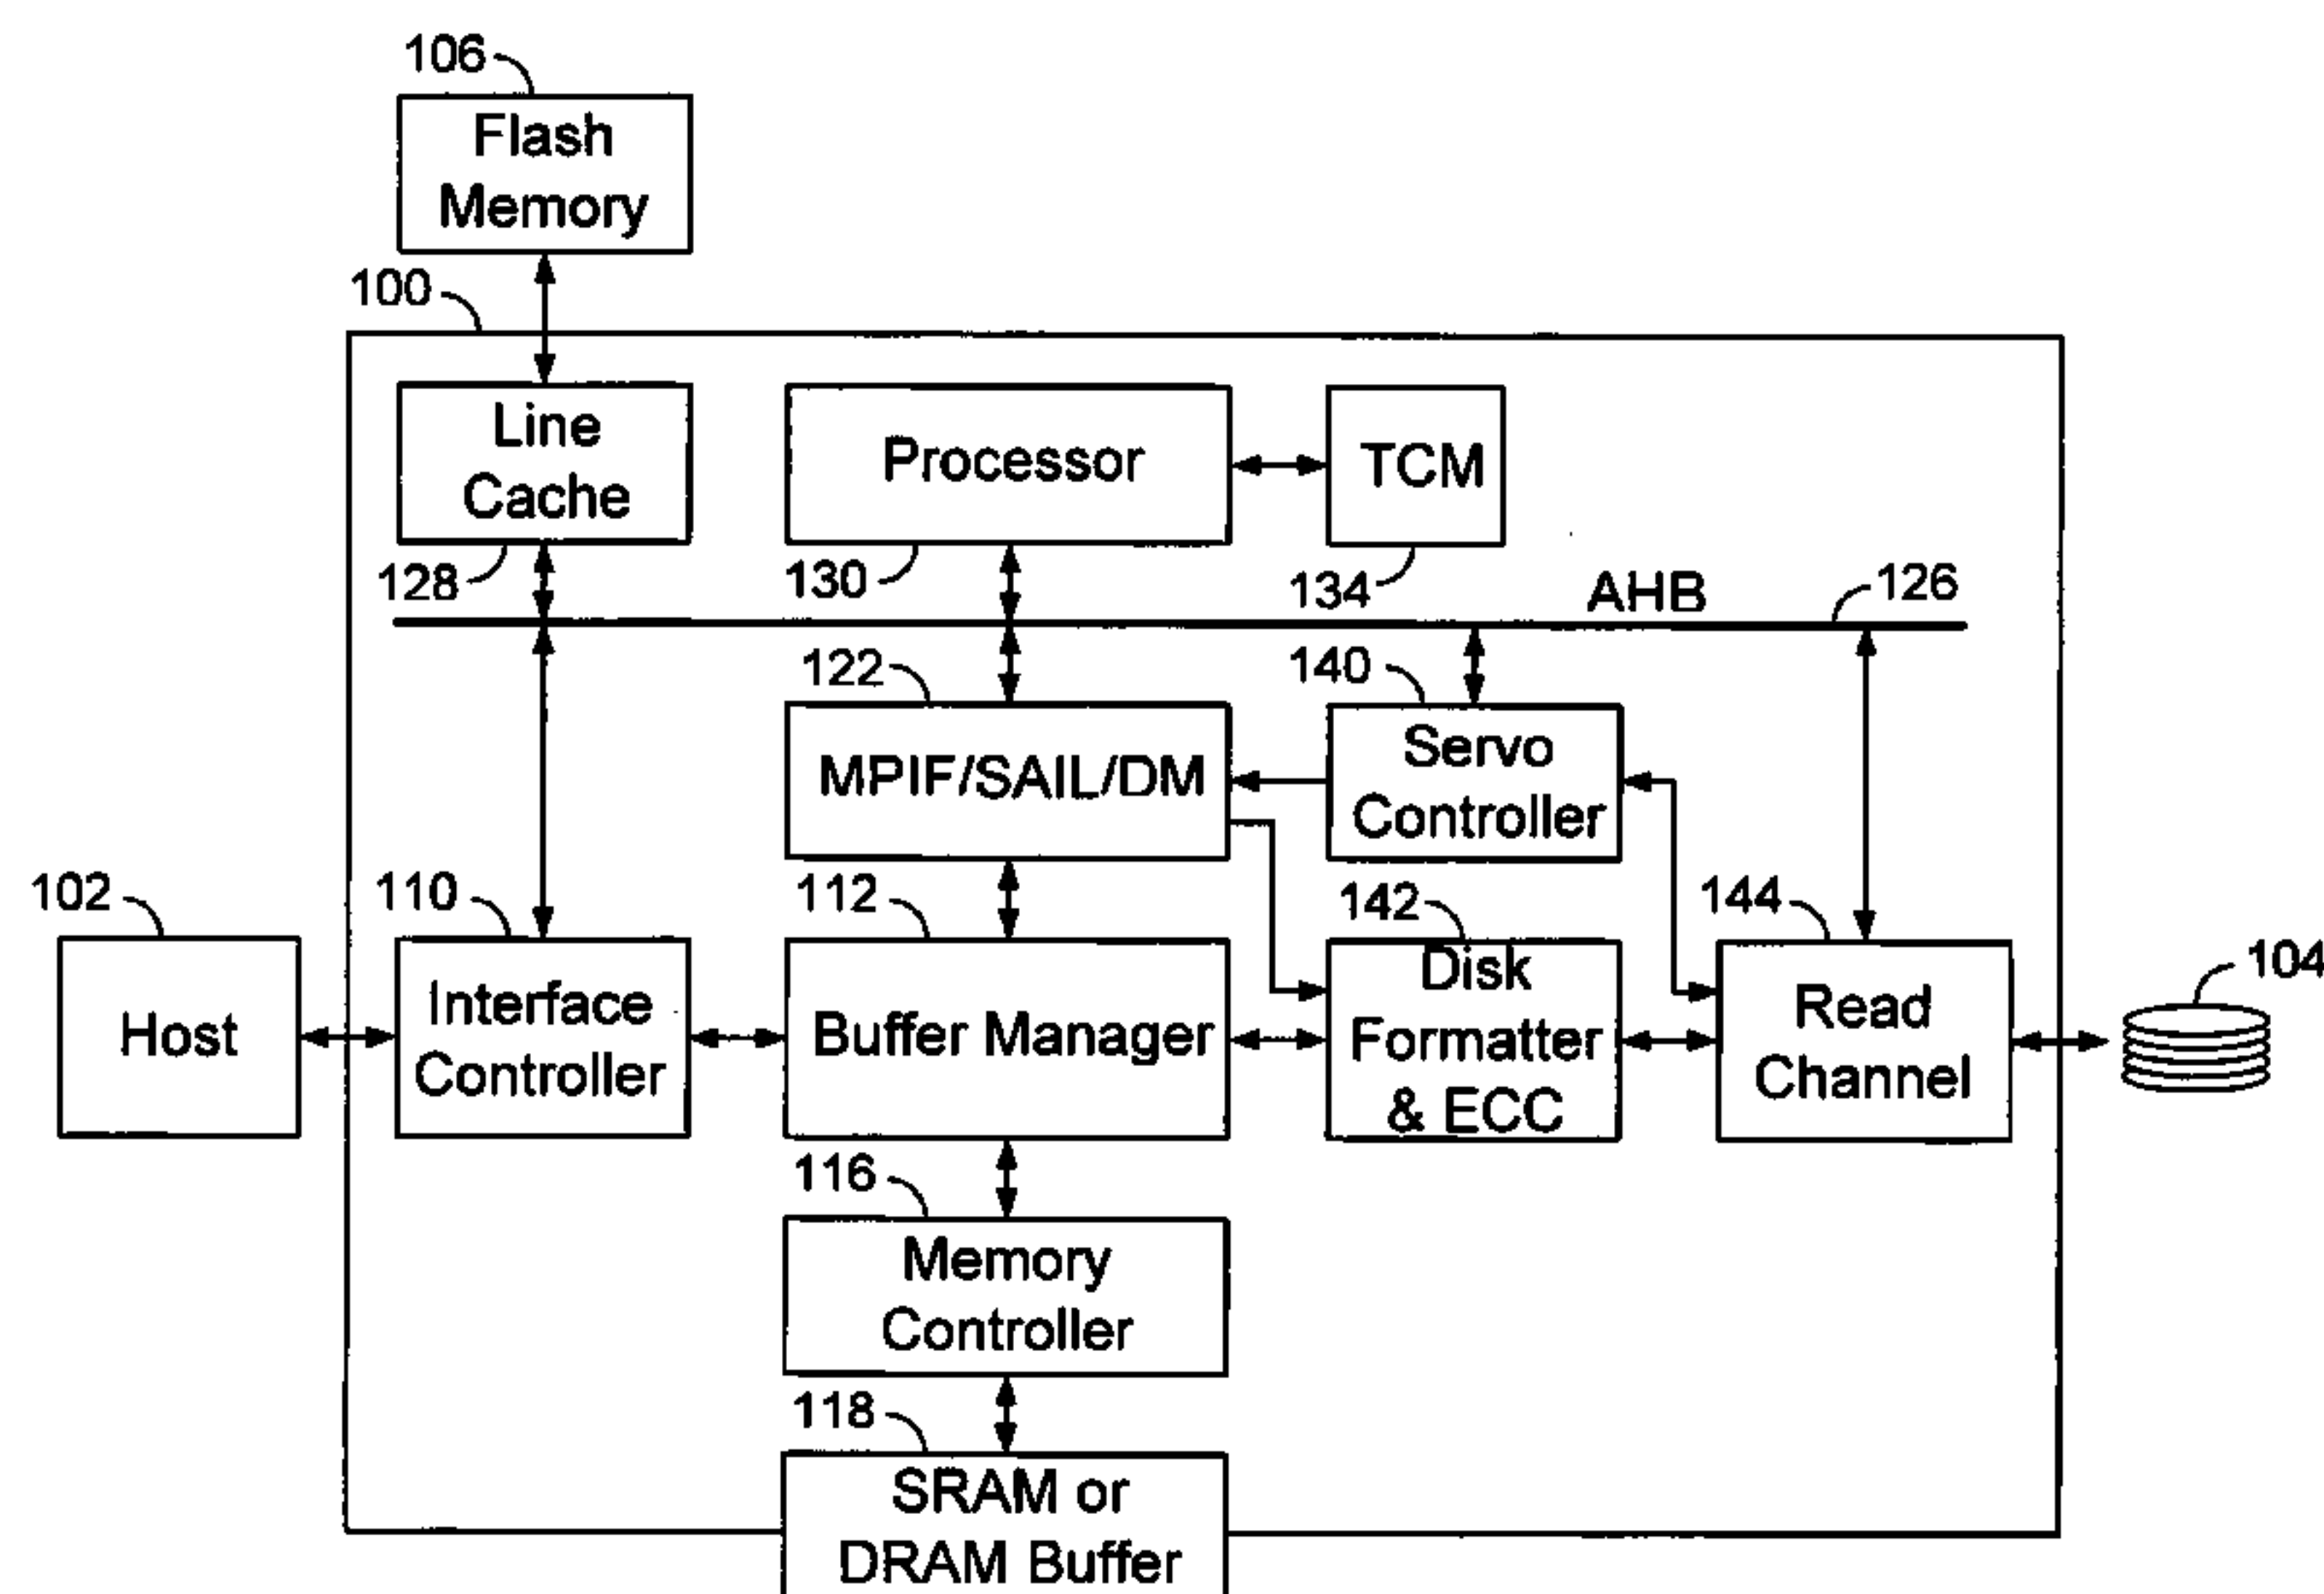 106
Flash
Memory
100
Line
Cache
Processor
TCM
128
130
134
AHB
126
122
140
MPIF/SAIL/DM
Servo
Controller
102
110
112
142
144
104
Host
Interface
Controller
Buffer Manager
Disk
Formatter
& ECC
Read
Channel
116
Memory
Controller
118
SRAM or
DRAM Buffer